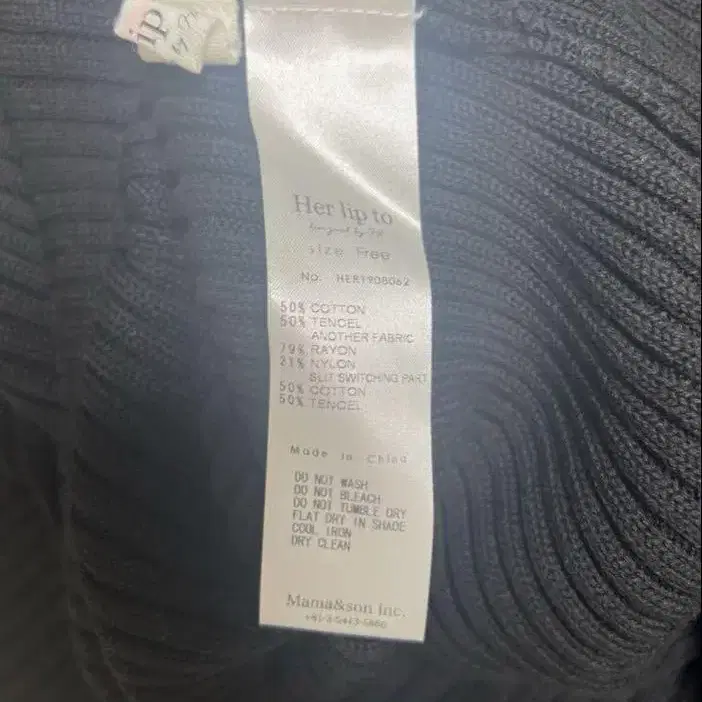 ip
Her lip to
size Free
No. HER1908062
50% COTTON
50% TENCEL
ANOTHER FABRIC
79% RAYON
21% NYLON
SLIT SWITCHING PART
50% COTTON
50% TENCEL
Made in China
DO NOT WASH
DO NOT BLEACH
DO NOT TUMBLE DRY
FLAT DRY IN SHADE
COOL IRON
DRY CLEAN
Mama&son Inc.